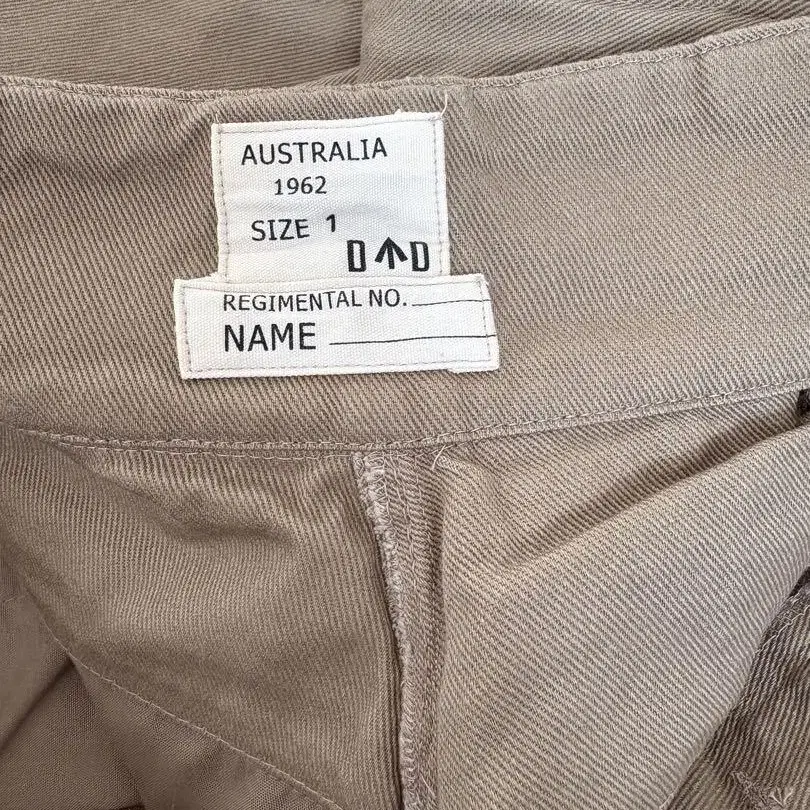 AUSTRALIA
1962
SIZE 1
D↑D
REGIMENTAL NO.
NAME